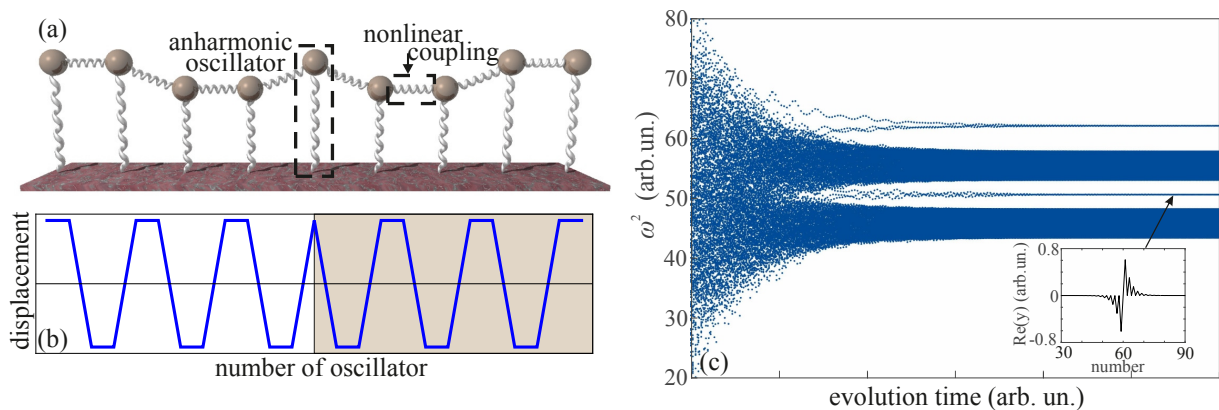 (a)
anharmonic
oscillator
nonlinear
coupling
displacement
(b)
number of oscillator
80
70
60
50
40
30
20
ω² (arb.un.)
(c)
evolution time (arb. un.)
0.8
0
-0.8
Re(y) (arb.un.)
30 60 90
number